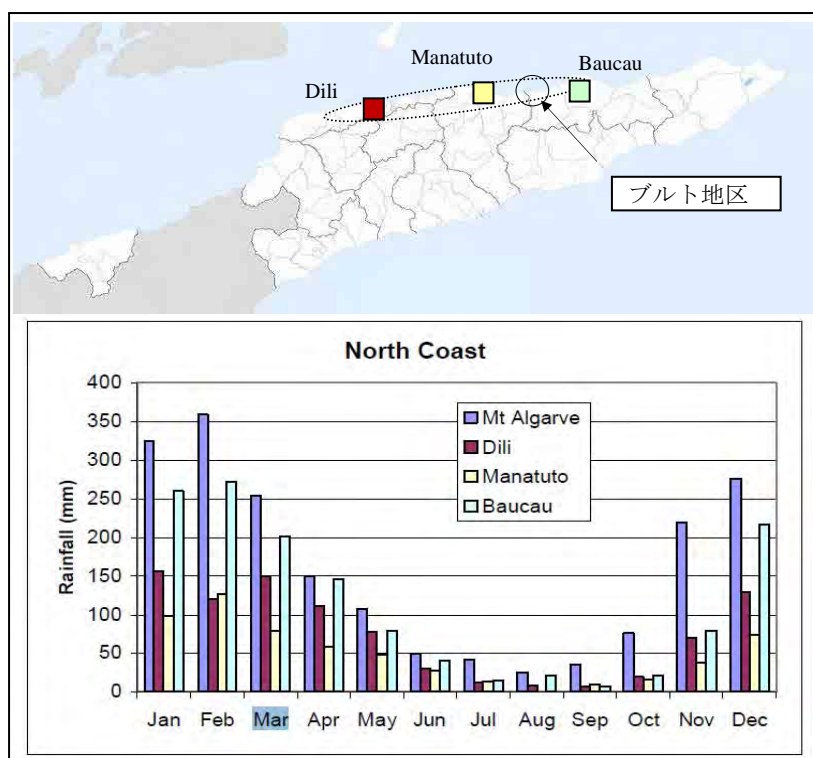 Manatuto
Baucau
Dili
ブルト地区
North Coast
400
350
300
250
200
150
100
50
0
Rainfall (mm)
Mt Algarve
Dili
Manatuto
Baucau
Jan Feb Mar Apr May Jun Jul Aug Sep Oct Nov Dec